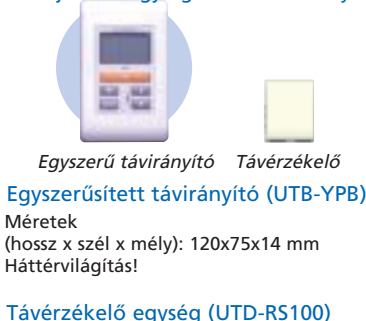 Egyszerű távirányító Távérzékelő
Egyszerűsített távirányító (UTB-YPB)
Méretek
(hossz x szél x mély): 120x75x14 mm
Háttérvilágítás!
Távérzékelő egység (UTD-RS100)